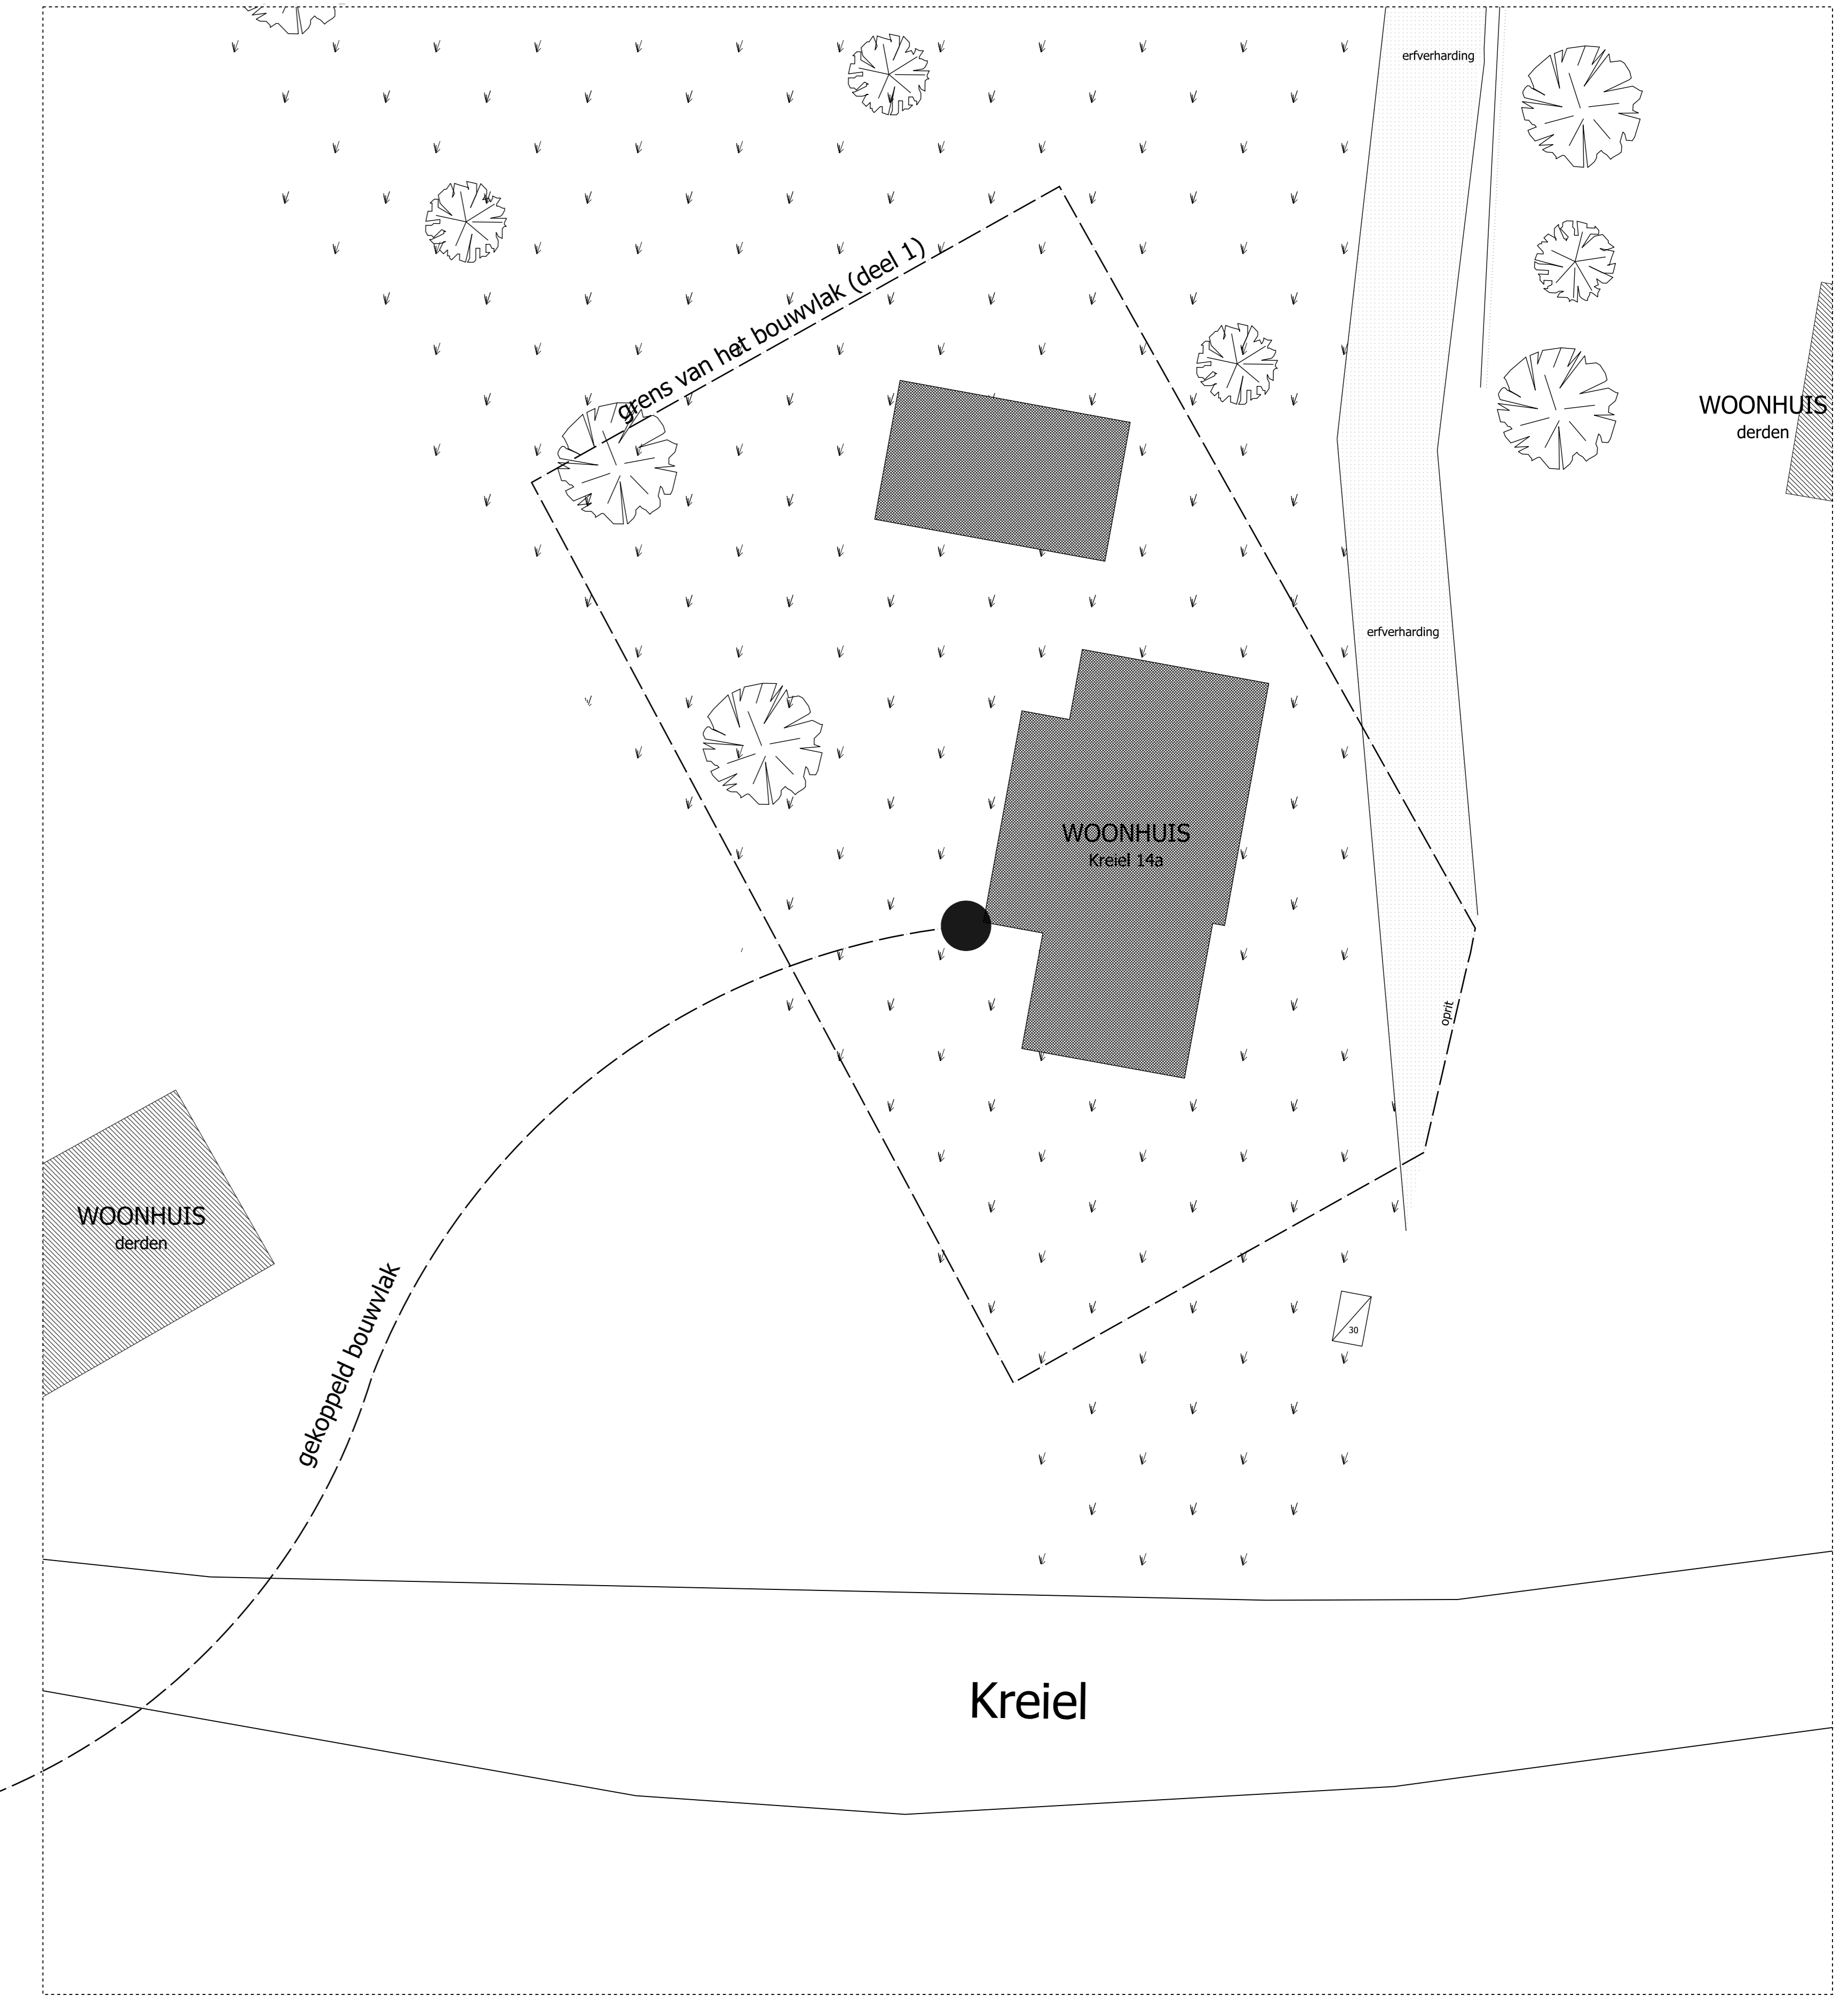 erfverharding
grens van het bouwvlak (deel 1)
WOONHUIS
derden
erfverharding
WOONHUIS
Kreiel 14a
oprit
WOONHUIS
derden
gekoppeld bouwvlak
30
Kreiel